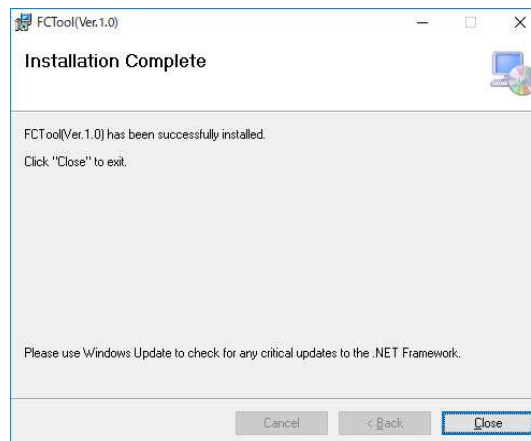 FCTool(Ver.1.0)
Installation Complete
FCTool(Ver.1.0) has been successfully installed.
Click "Close" to exit.
Please use Windows Update to check for any critical updates to the .NET Framework.
Cancel
< Back
Close